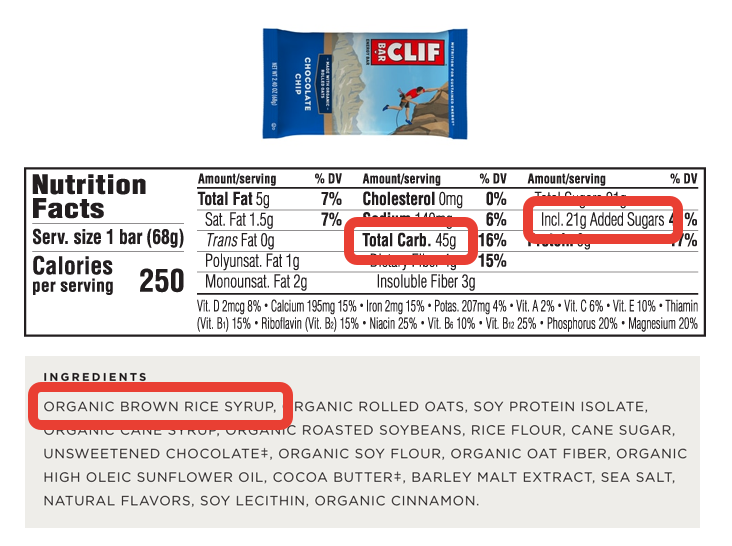 CLIF
BAR
ENERGY BAR
NUTRITION FOR SUSTAINED ENERGY
• MADE WITH ORGANIC •
ROLLED OATS
CHOCOLATE
CHIP
NET WT 2.40 OZ (68g)
Nutrition
Facts
Serv. size 1 bar (68g)
Calories
per serving 250
Amount/serving % DV
Total Fat 5g 7%
Sat. Fat 1.5g 7%
Trans Fat 0g
Polyunsat. Fat 1g
Monounsat. Fat 2g
Amount/serving % DV
Cholesterol 0mg 0%
Sodium 140mg 6%
Total Carb. 45g 16%
Dietary Fiber 4g 15%
Insoluble Fiber 3g
Amount/serving % DV
Total Sugars 21g
Incl. 21g Added Sugars
Protein 17%
Vit. D 2mcg 8% • Calcium 195mg 15% • Iron 2mg 15% • Potas. 207mg 4% • Vit. A 2% • Vit. C 6% • Vit. E 10% • Thiamin
(Vit. B1) 15% • Riboflavin (Vit. B2) 15% • Niacin 25% • Vit. B6 10% • Vit. B12 25% • Phosphorus 20% • Magnesium 20%
INGREDIENTS
ORGANIC BROWN RICE SYRUP, ORGANIC ROLLED OATS, SOY PROTEIN ISOLATE,
ORGANIC CANE SYRUP, ORGANIC ROASTED SOYBEANS, RICE FLOUR, CANE SUGAR,
UNSWEETENED CHOCOLATE‡, ORGANIC SOY FLOUR, ORGANIC OAT FIBER, ORGANIC
HIGH OLEIC SUNFLOWER OIL, COCOA BUTTER‡, BARLEY MALT EXTRACT, SEA SALT,
NATURAL FLAVORS, SOY LECITHIN, ORGANIC CINNAMON.